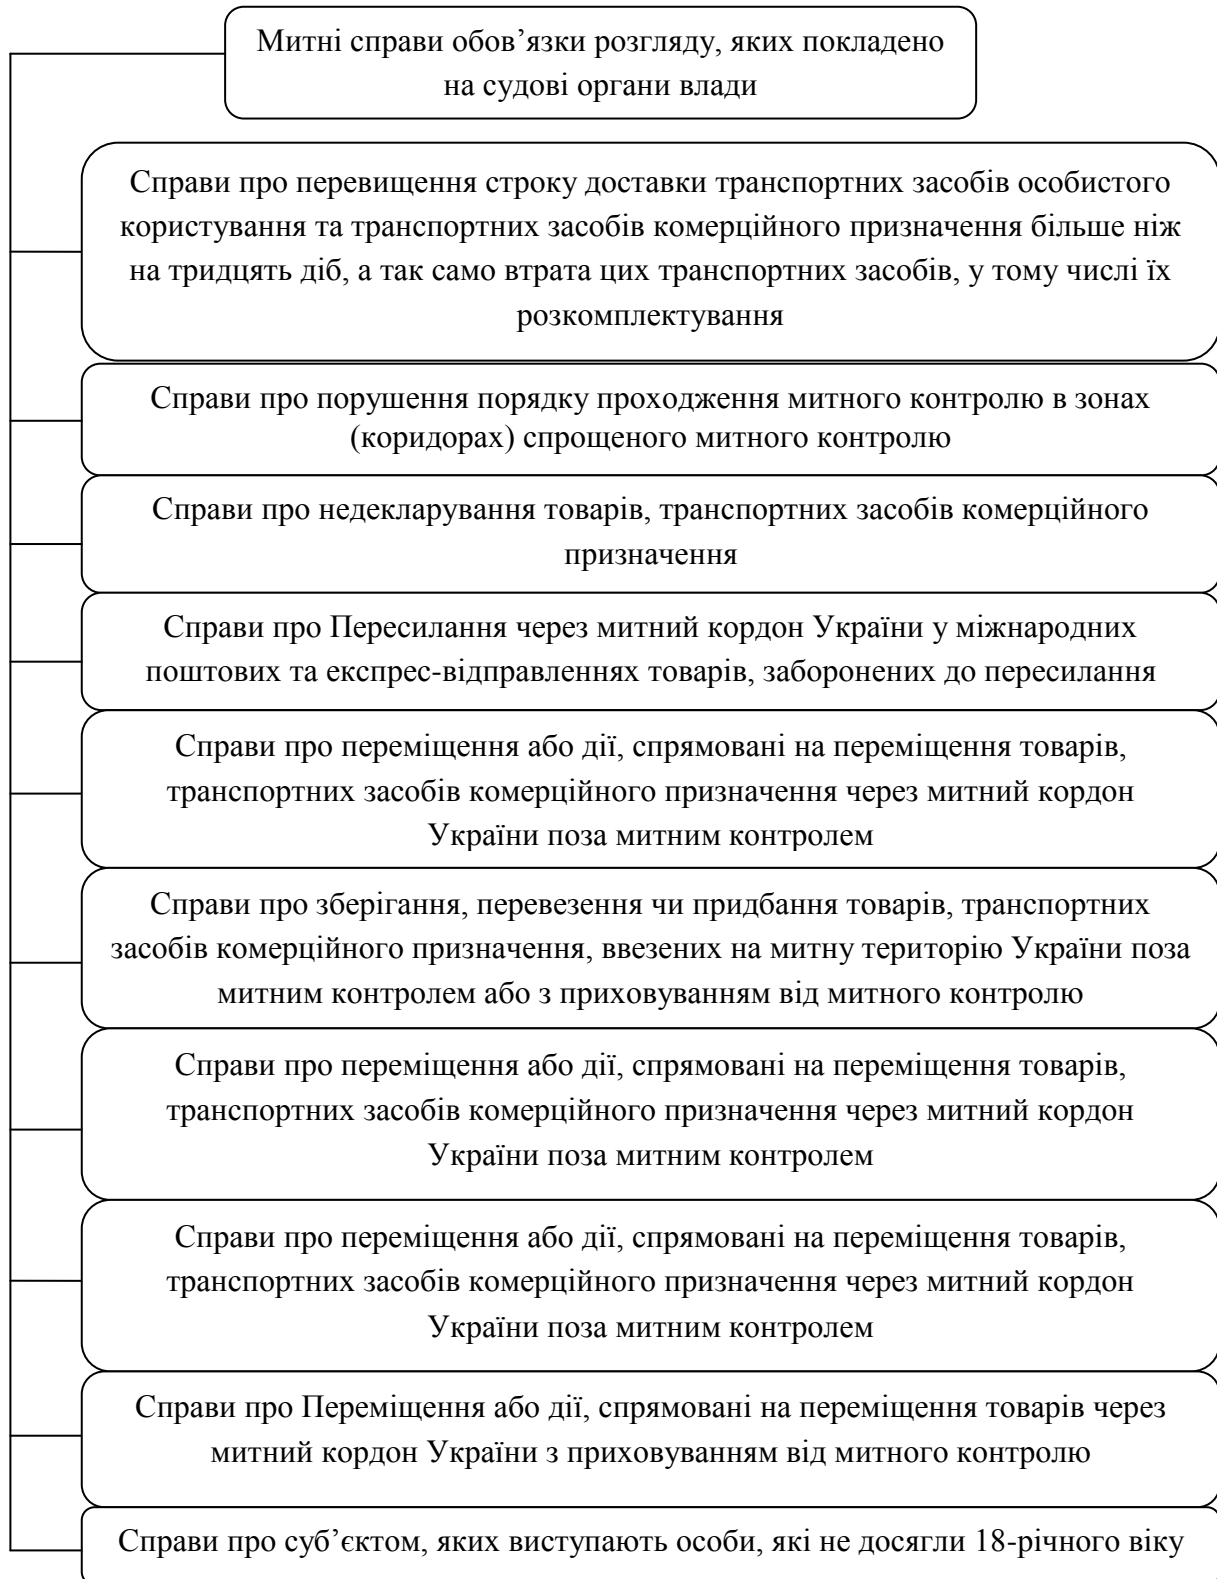 Митні справи обов’язки розгляду, яких покладено
на судові органи влади
Справи про перевищення строку доставки транспортних засобів особистого
користування та транспортних засобів комерційного призначення більше ніж
на тридцять діб, а так само втрата цих транспортних засобів, у тому числі їх
розкомплектування
Справи про порушення порядку проходження митного контролю в зонах
(коридорах) спрощеного митного контролю
Справи про недекларування товарів, транспортних засобів комерційного
призначення
Справи про Пересилання через митний кордон України у міжнародних
поштових та експрес-відправленнях товарів, заборонених до пересилання
Справи про переміщення або дії, спрямовані на переміщення товарів,
транспортних засобів комерційного призначення через митний кордон
України поза митним контролем
Справи про зберігання, перевезення чи придбання товарів, транспортних
засобів комерційного призначення, ввезених на митну територію України поза
митним контролем або з приховуванням від митного контролю
Справи про переміщення або дії, спрямовані на переміщення товарів,
транспортних засобів комерційного призначення через митний кордон
України поза митним контролем
Справи про переміщення або дії, спрямовані на переміщення товарів,
транспортних засобів комерційного призначення через митний кордон
України поза митним контролем
Справи про Переміщення або дії, спрямовані на переміщення товарів через
митний кордон України з приховуванням від митного контролю
Справи про суб’єктом, яких виступають особи, які не досягли 18-річного віку